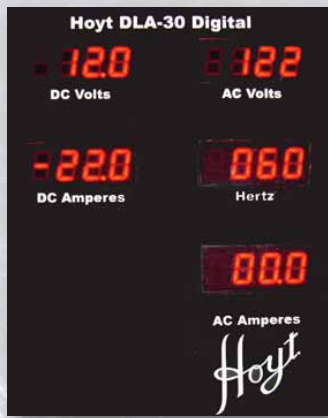 Hoyt DLA-30 Digital
12.0
122
DC Volts
AC Volts
-22.0
060
DC Amperes
Hertz
00.0
AC Amperes
Hoyt